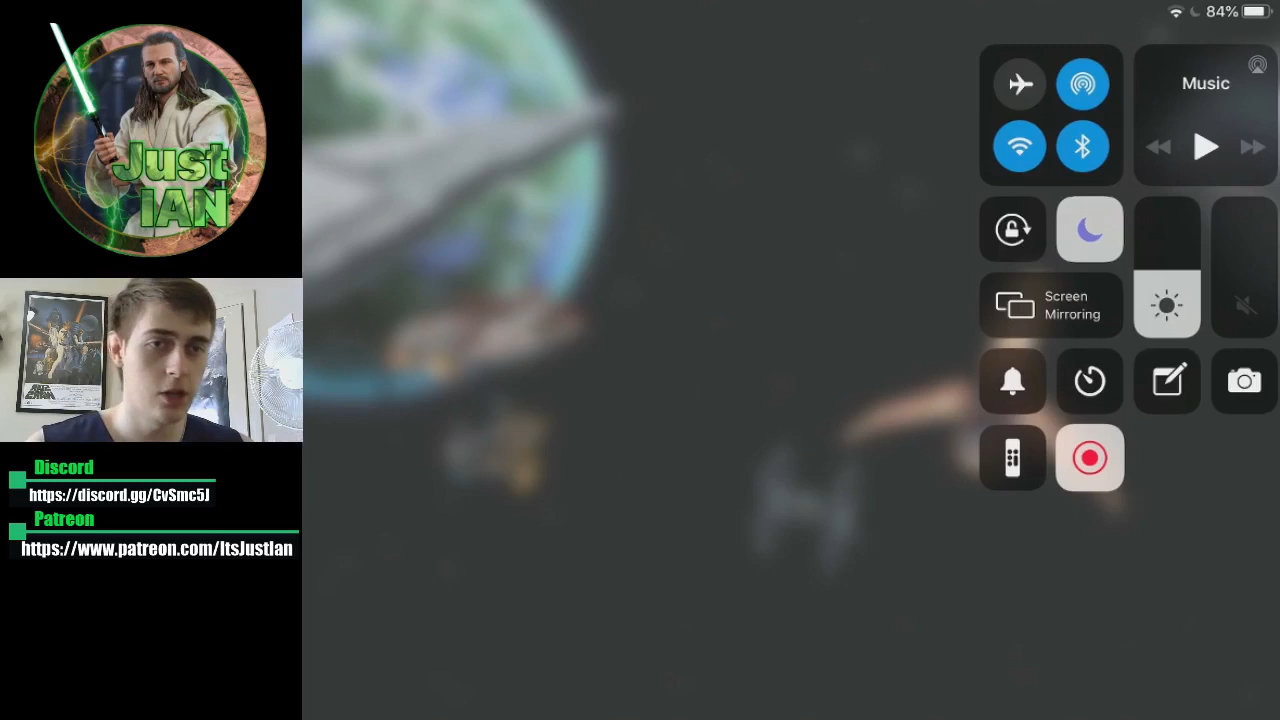 Just
IAN
Discord
https://discord.gg/CvSmc5J
Patreon
https://www.patreon.com/ItsJustIan
84%
Music
Screen
Mirroring